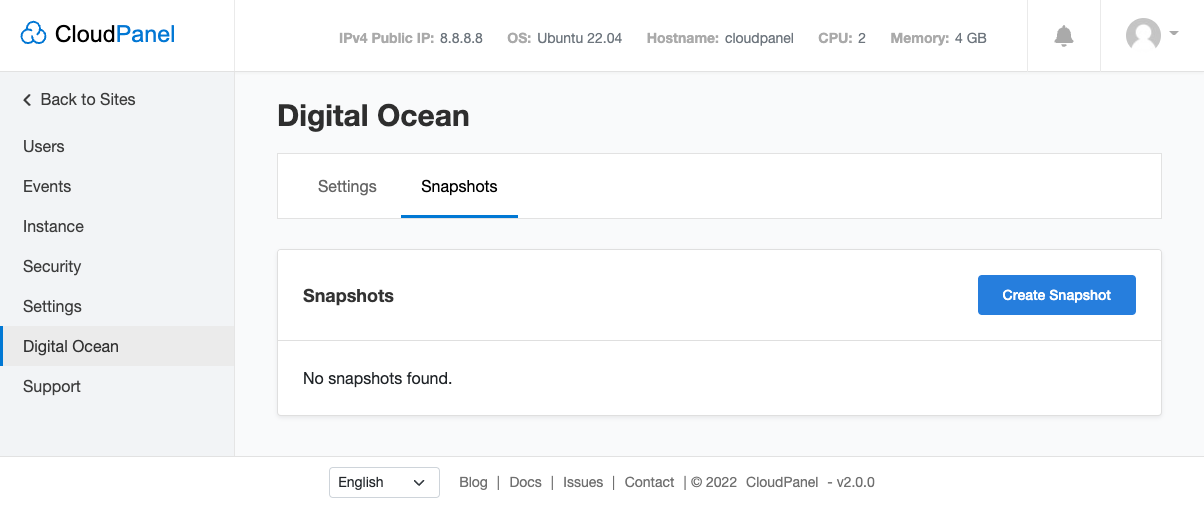 CloudPanel
IPv4 Public IP: 8.8.8.8 OS: Ubuntu 22.04 Hostname: cloudpanel CPU: 2 Memory: 4 GB
Back to Sites
Users
Events
Instance
Security
Settings
Digital Ocean
Support
Digital Ocean
Settings Snapshots
Snapshots Create Snapshot
No snapshots found.
English Blog | Docs | Issues | Contact | © 2022 CloudPanel - v2.0.0